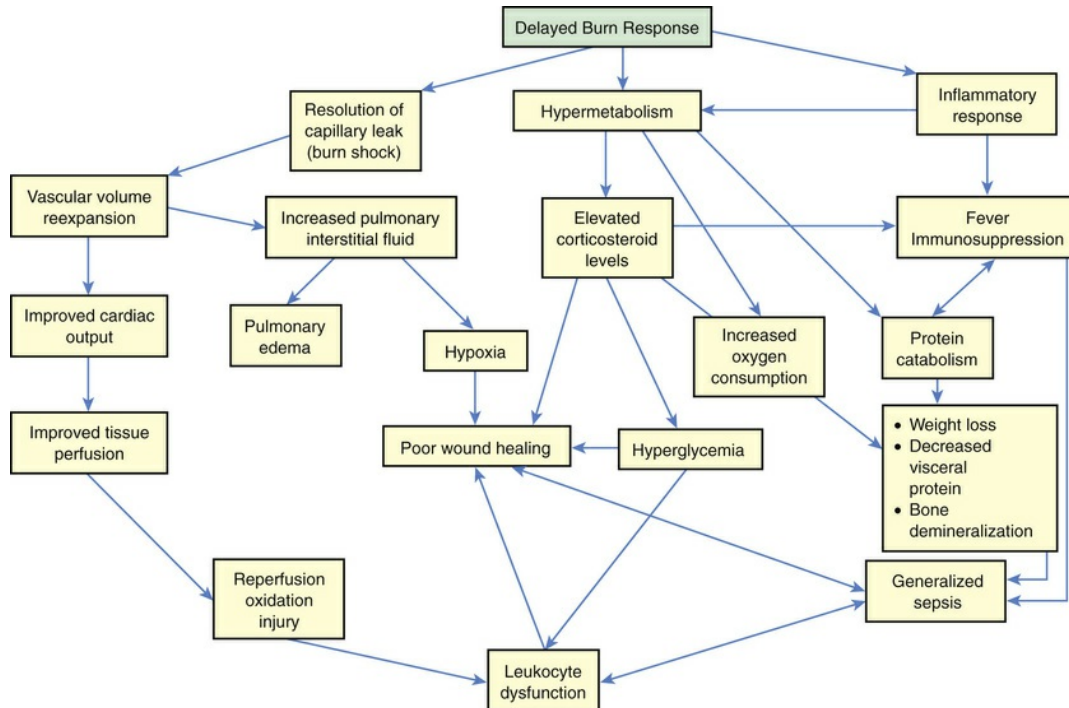 Delayed Burn Response
Resolution of
capillary leak
(burn shock)
Hypermetabolism
Inflammatory
response
Vascular volume
reexpansion
Increased pulmonary
interstitial fluid
Elevated
corticosteroid
levels
Fever
Immunosuppression
Improved cardiac
output
Pulmonary
edema
Hypoxia
Increased
oxygen
consumption
Protein
catabolism
Improved tissue
perfusion
Poor wound healing
Hyperglycemia
• Weight loss
• Decreased
visceral
protein
• Bone
demineralization
Reperfusion
oxidation
injury
Generalized
sepsis
Leukocyte
dysfunction